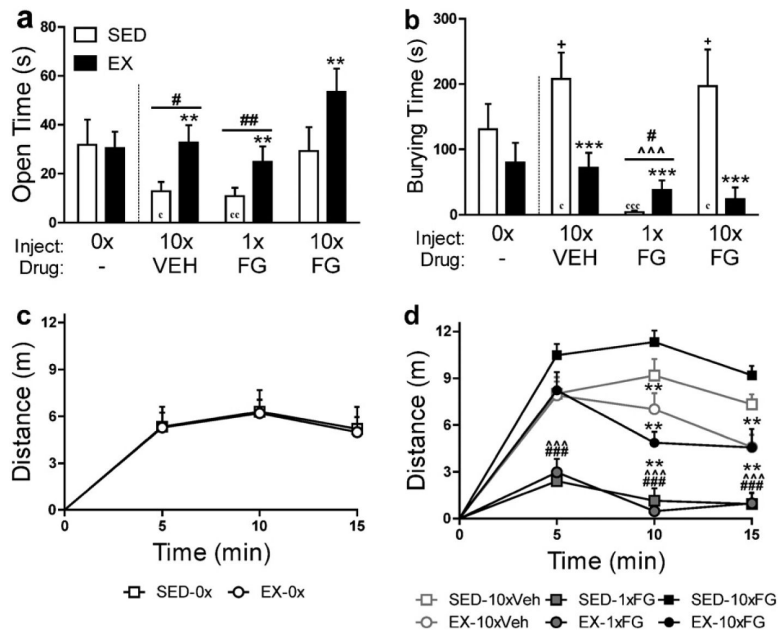 a
SED
EX
Open Time (s)
80
60
40
20
0
#
**
##
**
**
c
cc
Inject: 0x 10x 1x 10x
Drug: - VEH FG FG
b
Burying Time (s)
300
200
100
0
+
***
#
^^^
***
+
***
c
ccc
c
Inject: 0x 10x 1x 10x
Drug: - VEH FG FG
c
Distance (m)
12
9
6
3
0
0 5 10 15
Time (min)
SED-0x EX-0x
d
Distance (m)
12
9
6
3
0
**
**
**
^^^
###
**
^^^
###
**
^^^
###
0 5 10 15
Time (min)
SED-10xVeh SED-1xFG SED-10xFG
EX-10xVeh EX-1xFG EX-10xFG